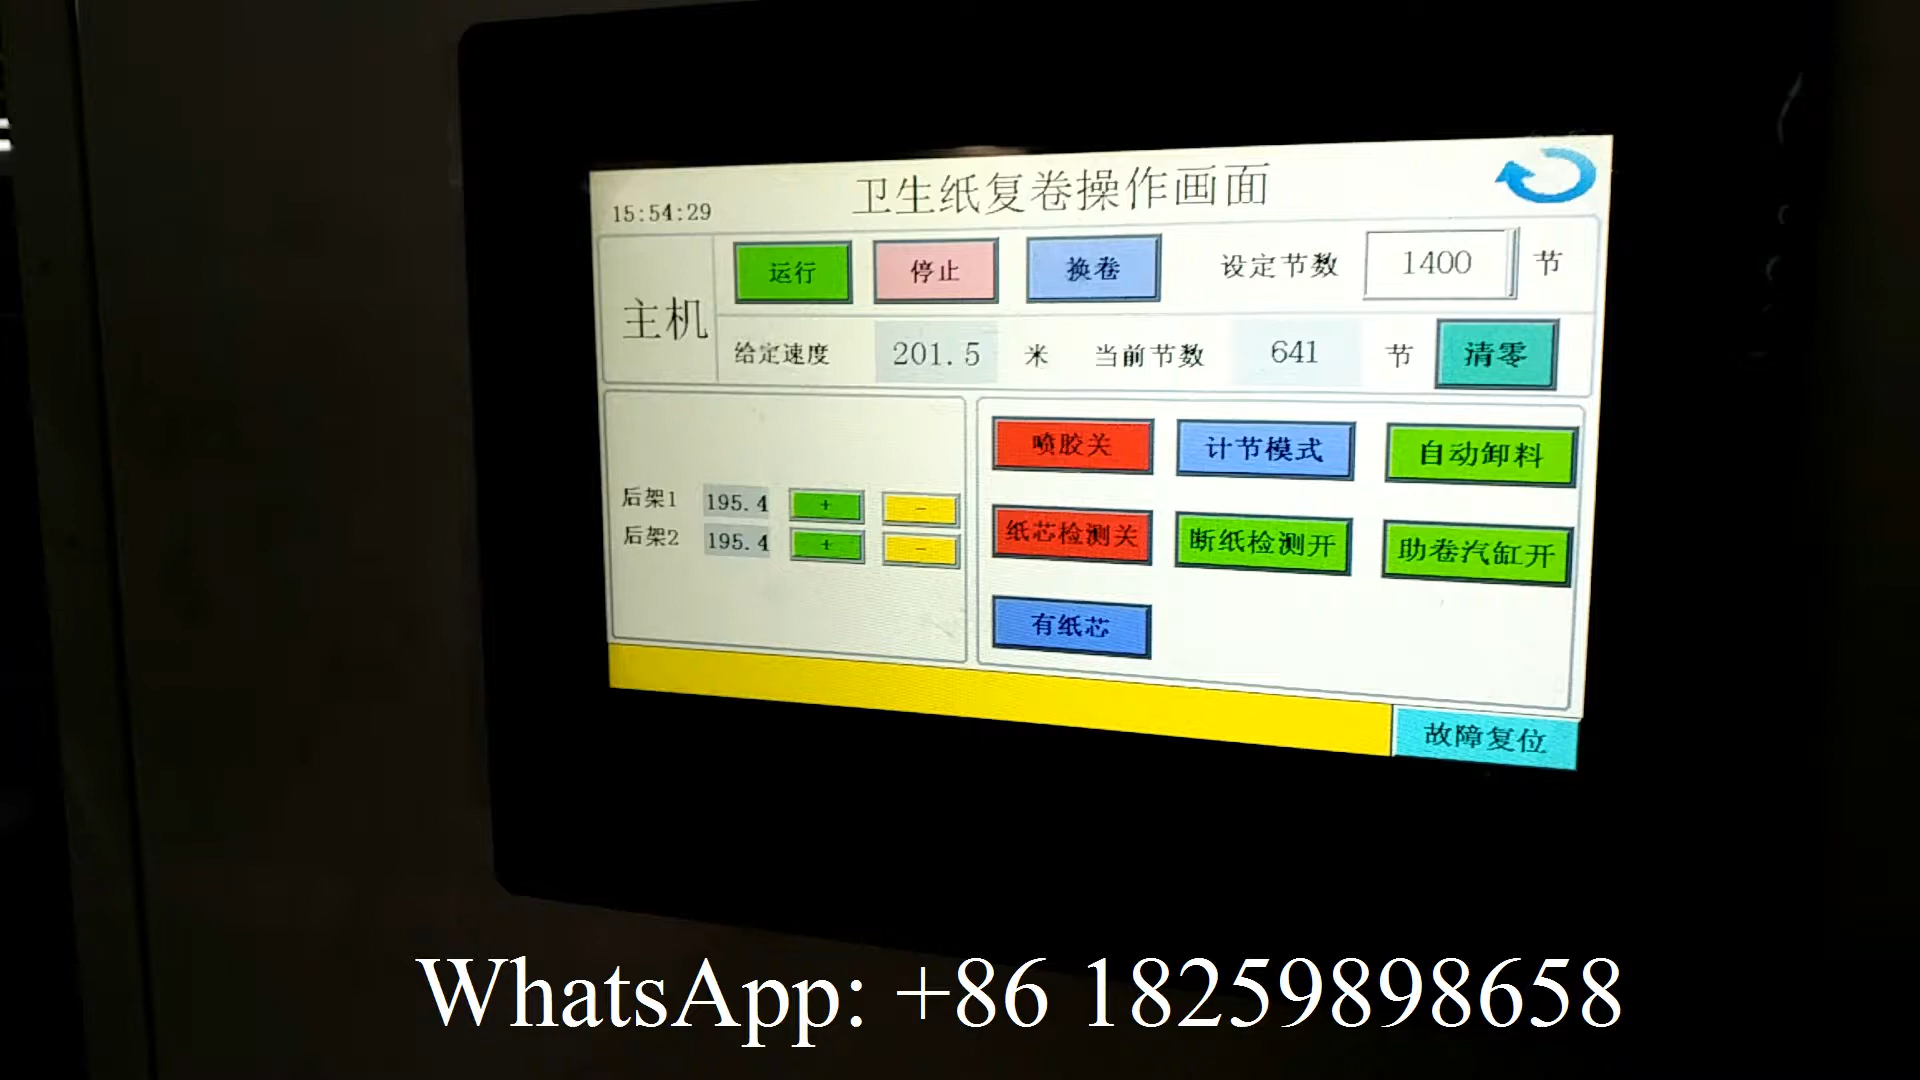 卫生纸复卷操作画面
15:54:29
主机
运行 停止 换卷 设定节数 1400 节
给定速度 201.5 米 当前节数 641 节 清零
后架1 195.4 + -
后架2 195.4 + -
喷胶关 计节模式 自动卸料
纸芯检测关 断纸检测开 助卷汽缸开
有纸芯
故障复位
WhatsApp: +86 18259898658